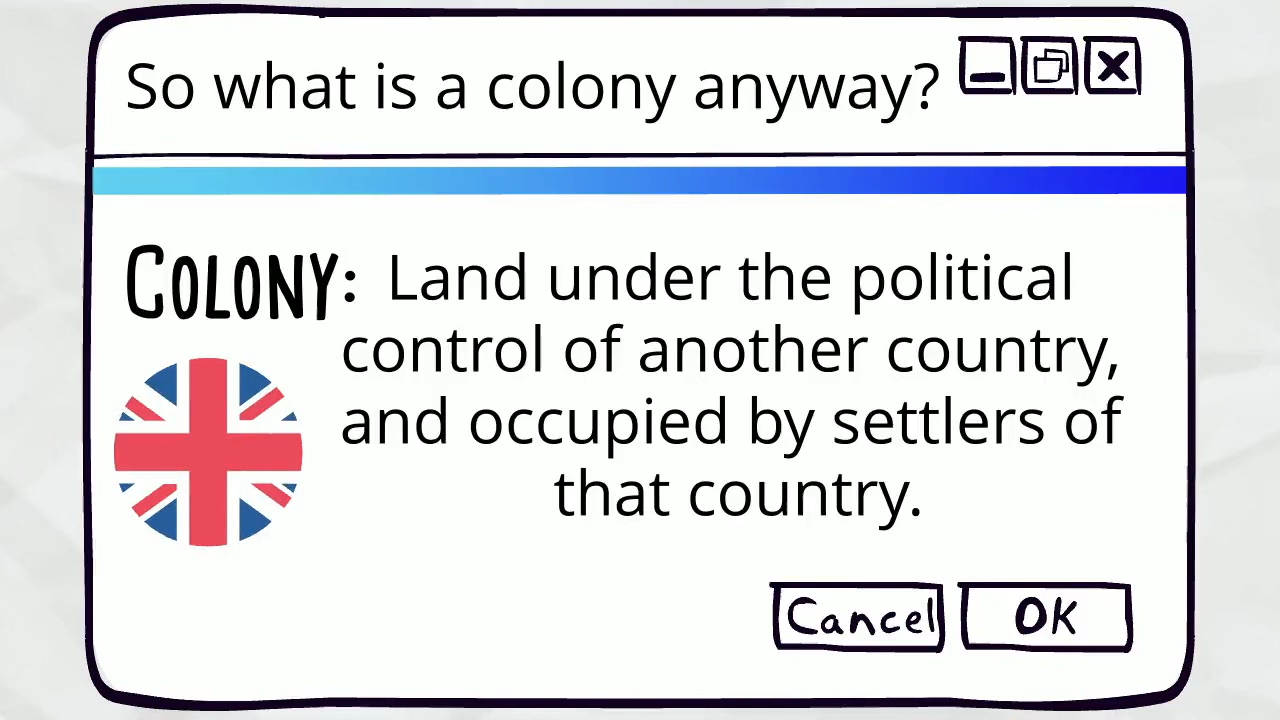 So what is a colony anyway?
COLONY: Land under the political
control of another country,
and occupied by settlers of
that country.
Cancel OK